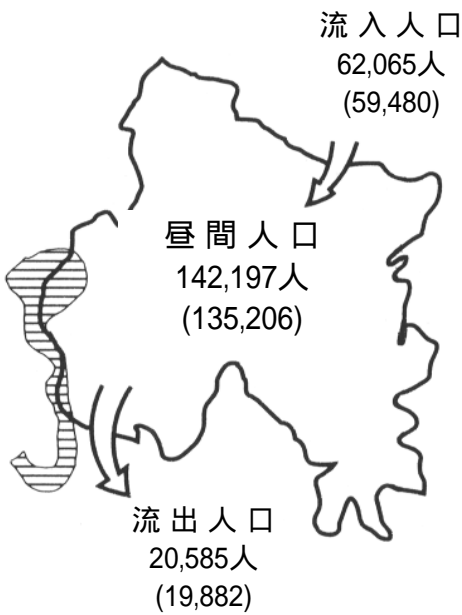 流入人口
62,065人
(59,480)
昼間人口
142,197人
(135,206)
流出人口
20,585人
(19,882)